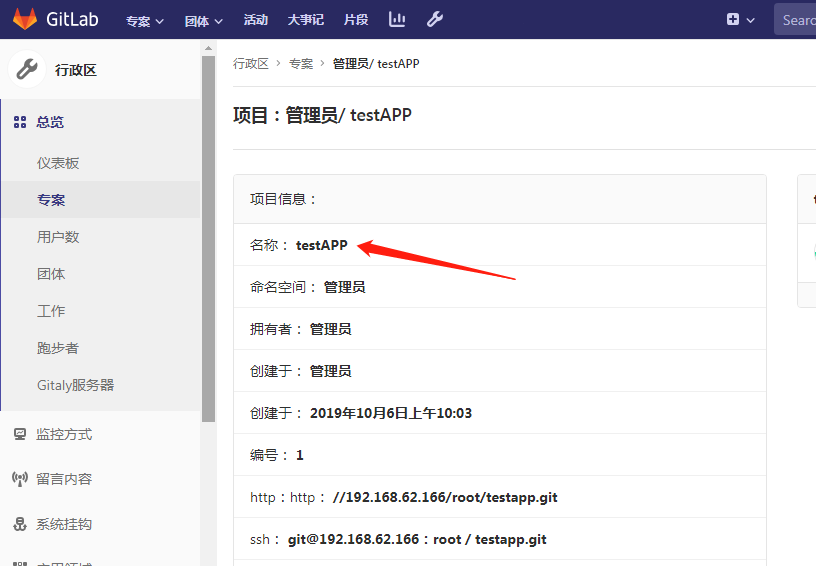 GitLab 专案 团体 活动 大事记 片段 Searc
行政区
行政区 › 专案 › 管理员/ testAPP
项目：管理员/ testAPP
总览
仪表板
专案
用户数
团体
工作
跑步者
Gitaly服务器
监控方式
留言内容
系统挂钩
项目信息：
名称： testAPP
命名空间： 管理员
拥有者： 管理员
创建于： 管理员
创建于： 2019年10月6日上午10:03
编号： 1
http：http： //192.168.62.166/root/testapp.git
ssh： git@192.168.62.166：root / testapp.git